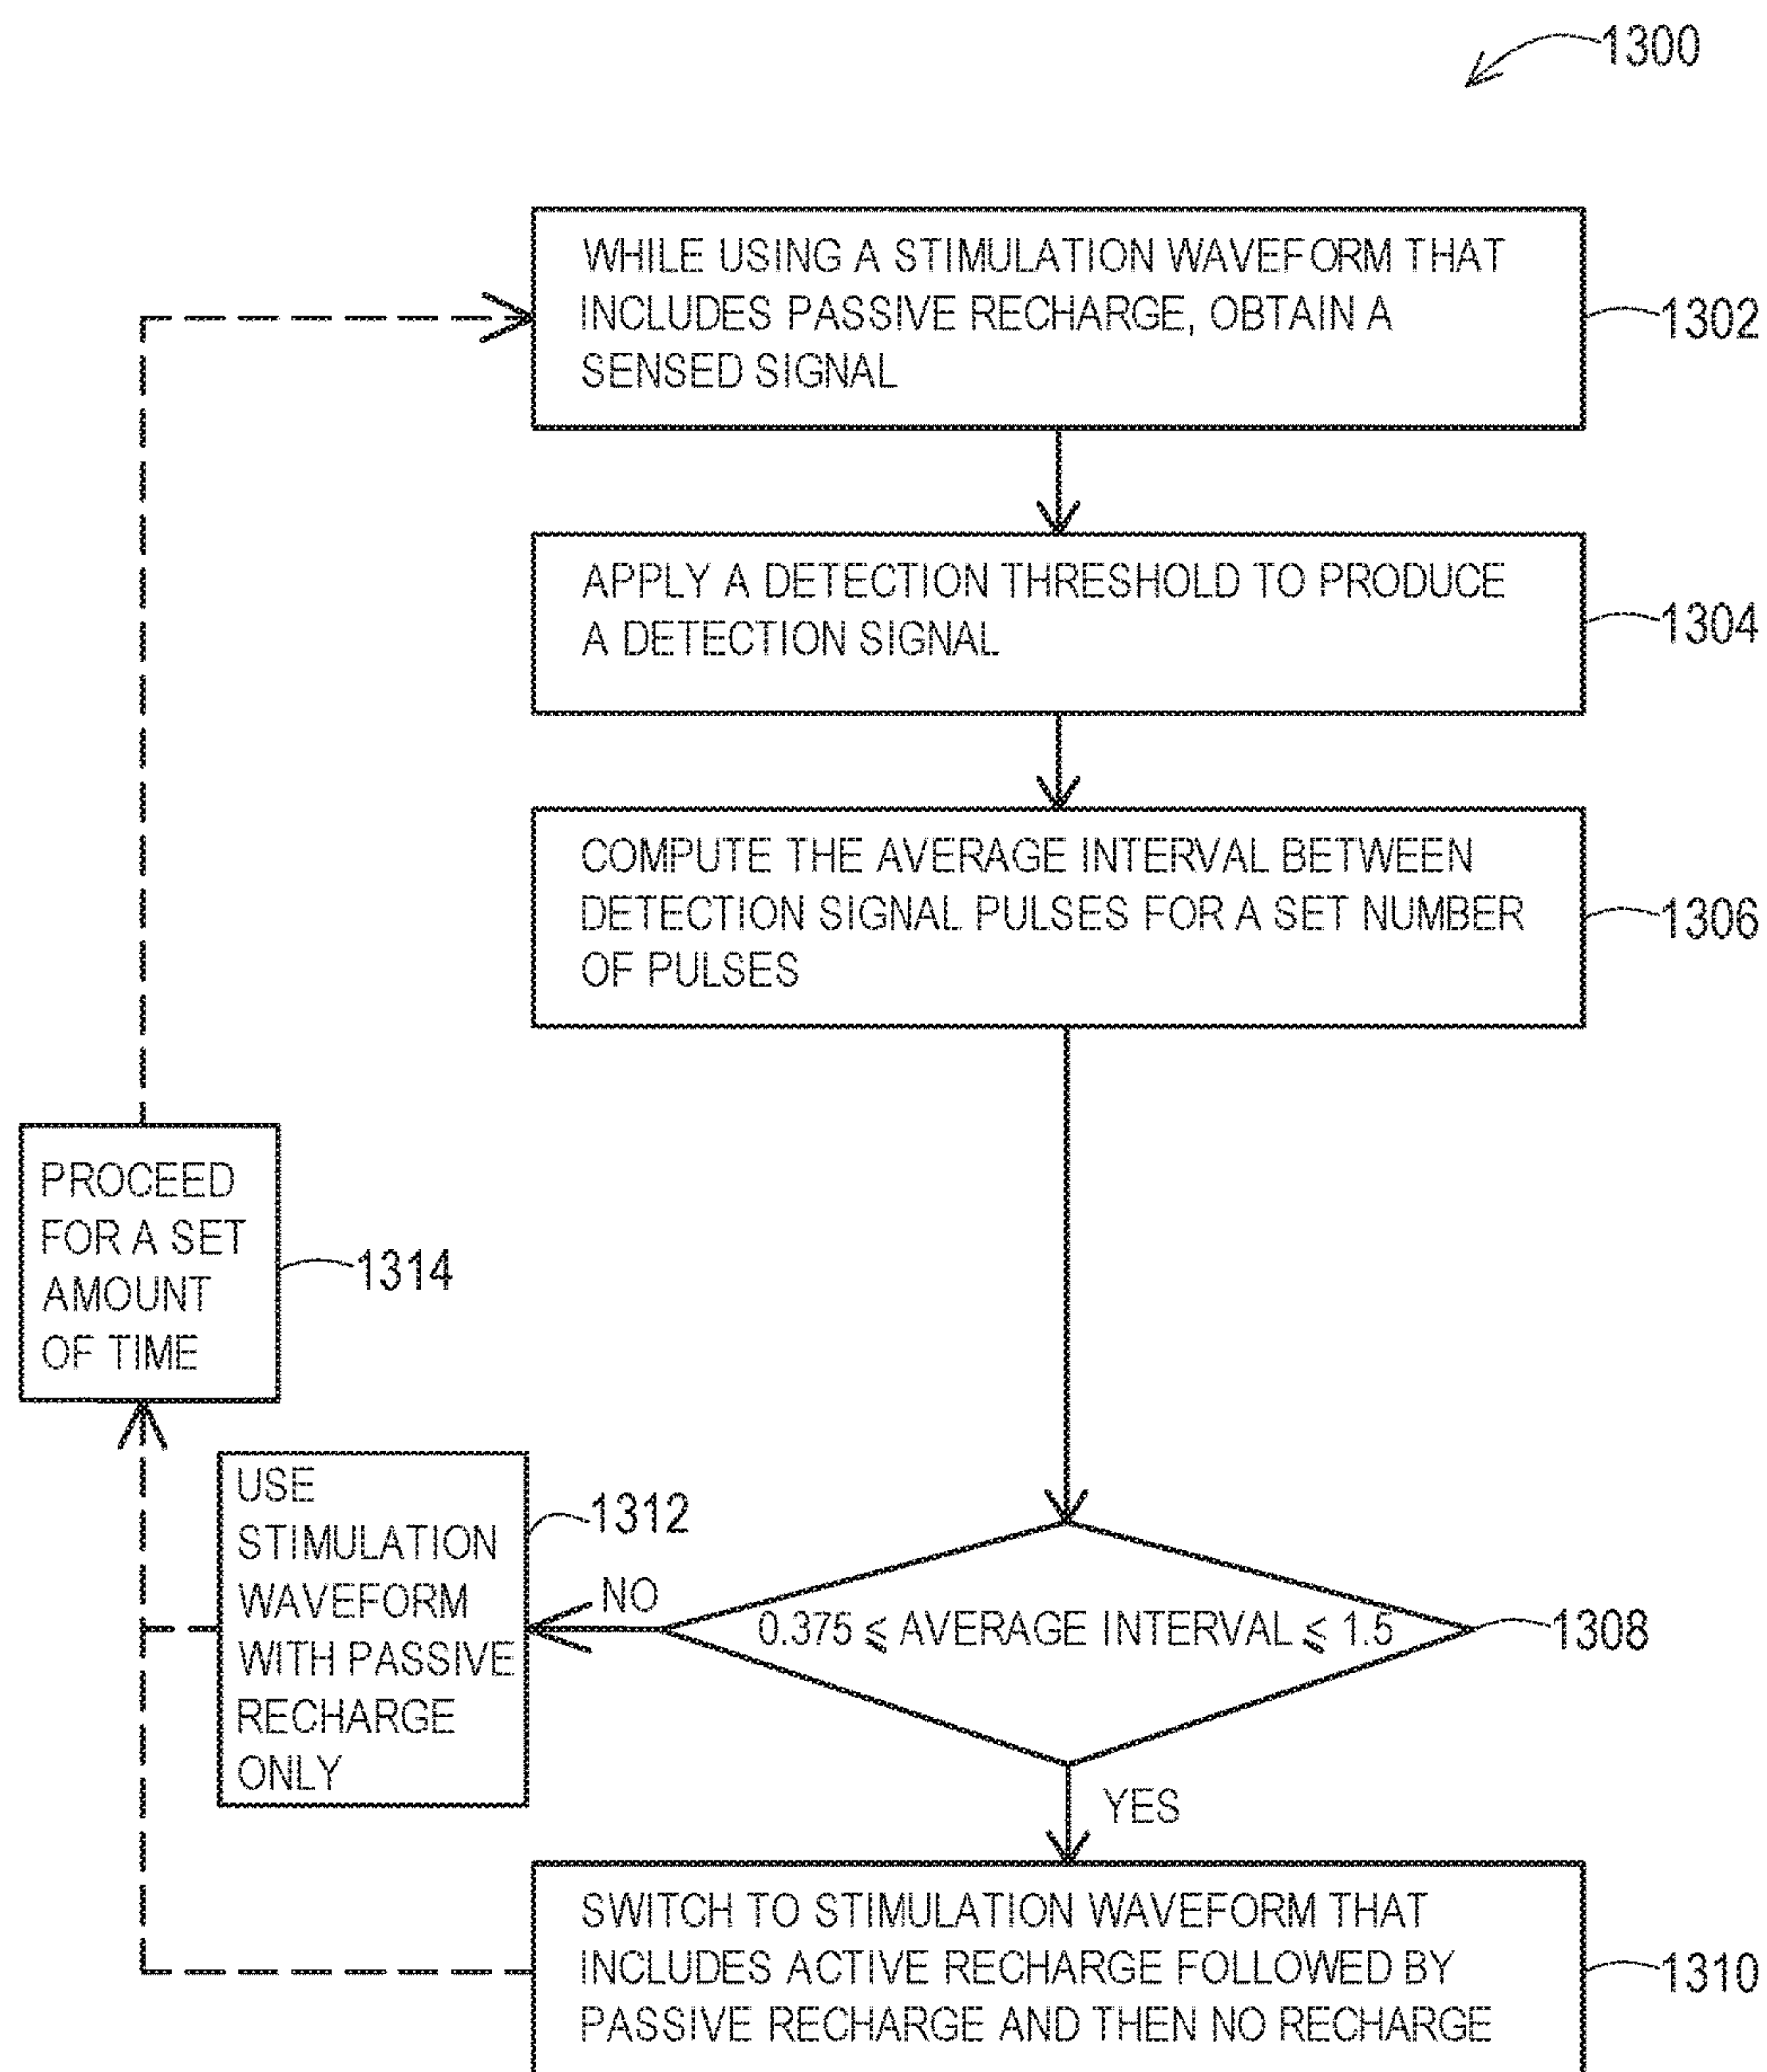 1300
WHILE USING A STIMULATION WAVEFORM THAT
INCLUDES PASSIVE RECHARGE, OBTAIN A
SENSED SIGNAL
1302
APPLY A DETECTION THRESHOLD TO PRODUCE
A DETECTION SIGNAL
1304
COMPUTE THE AVERAGE INTERVAL BETWEEN
DETECTION SIGNAL PULSES FOR A SET NUMBER
OF PULSES
1306
PROCEED
FOR A SET
AMOUNT
OF TIME
1314
USE
STIMULATION
WAVEFORM
WITH PASSIVE
RECHARGE
ONLY
1312
NO
0.375 ≤ AVERAGE INTERVAL ≤ 1.5
1308
YES
SWITCH TO STIMULATION WAVEFORM THAT
INCLUDES ACTIVE RECHARGE FOLLOWED BY
PASSIVE RECHARGE AND THEN NO RECHARGE
1310